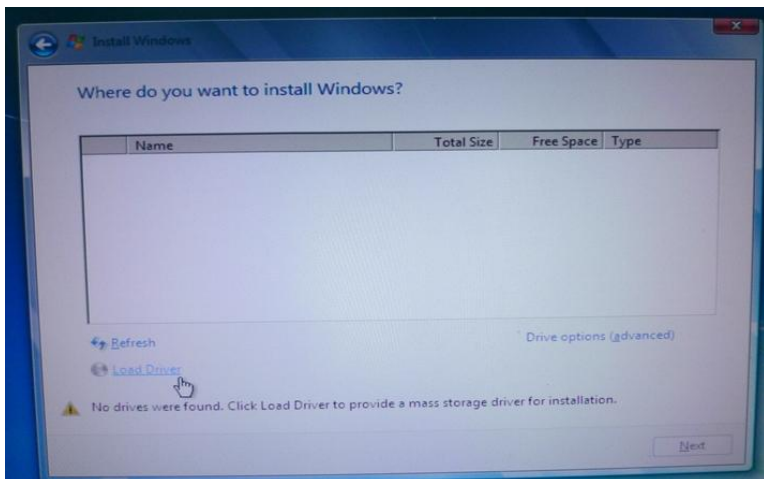 Install Windows
Where do you want to install Windows?
Name Total Size Free Space Type
Refresh Drive options (advanced)
Load Driver
No drives were found. Click Load Driver to provide a mass storage driver for installation.
Next